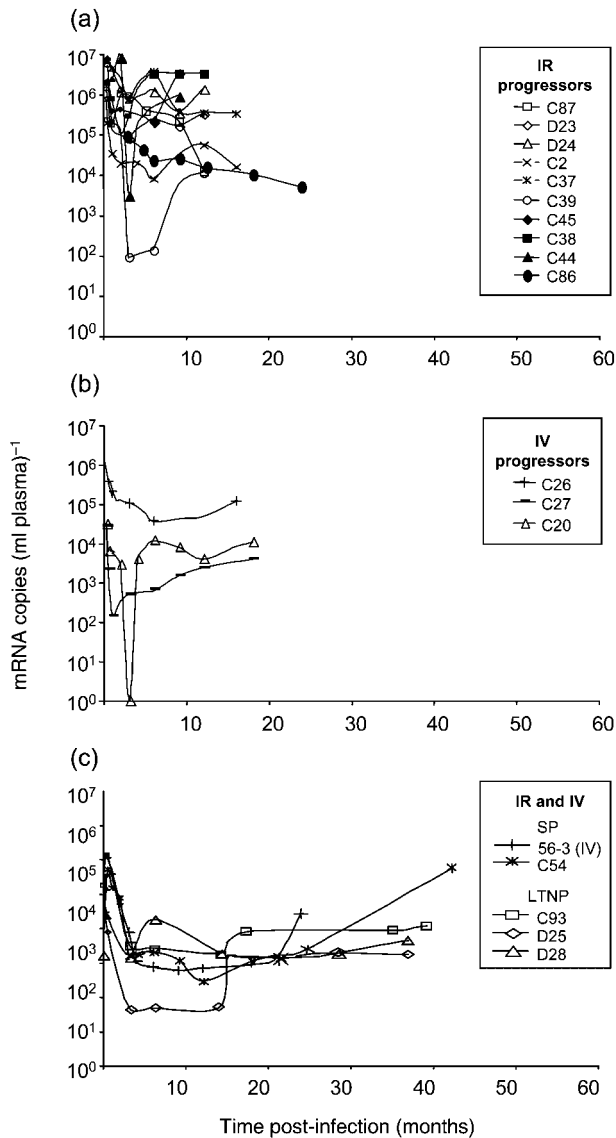 (a)
10⁷
10⁶
10⁵
10⁴
10³
10²
10¹
10⁰
10 20 30 40 50 60
IR
progressors
C87
D23
D24
C2
C37
C39
C45
C38
C44
C86
(b)
10⁷
10⁶
10⁵
10⁴
10³
10²
10¹
10⁰
10 20 30 40 50 60
IV
progressors
C26
C27
C20
mRNA copies (ml plasma)⁻¹
(c)
10⁷
10⁶
10⁵
10⁴
10³
10²
10¹
10⁰
10 20 30 40 50 60
IR and IV
SP
56-3 (IV)
C54
LTNP
C93
D25
D28
Time post-infection (months)